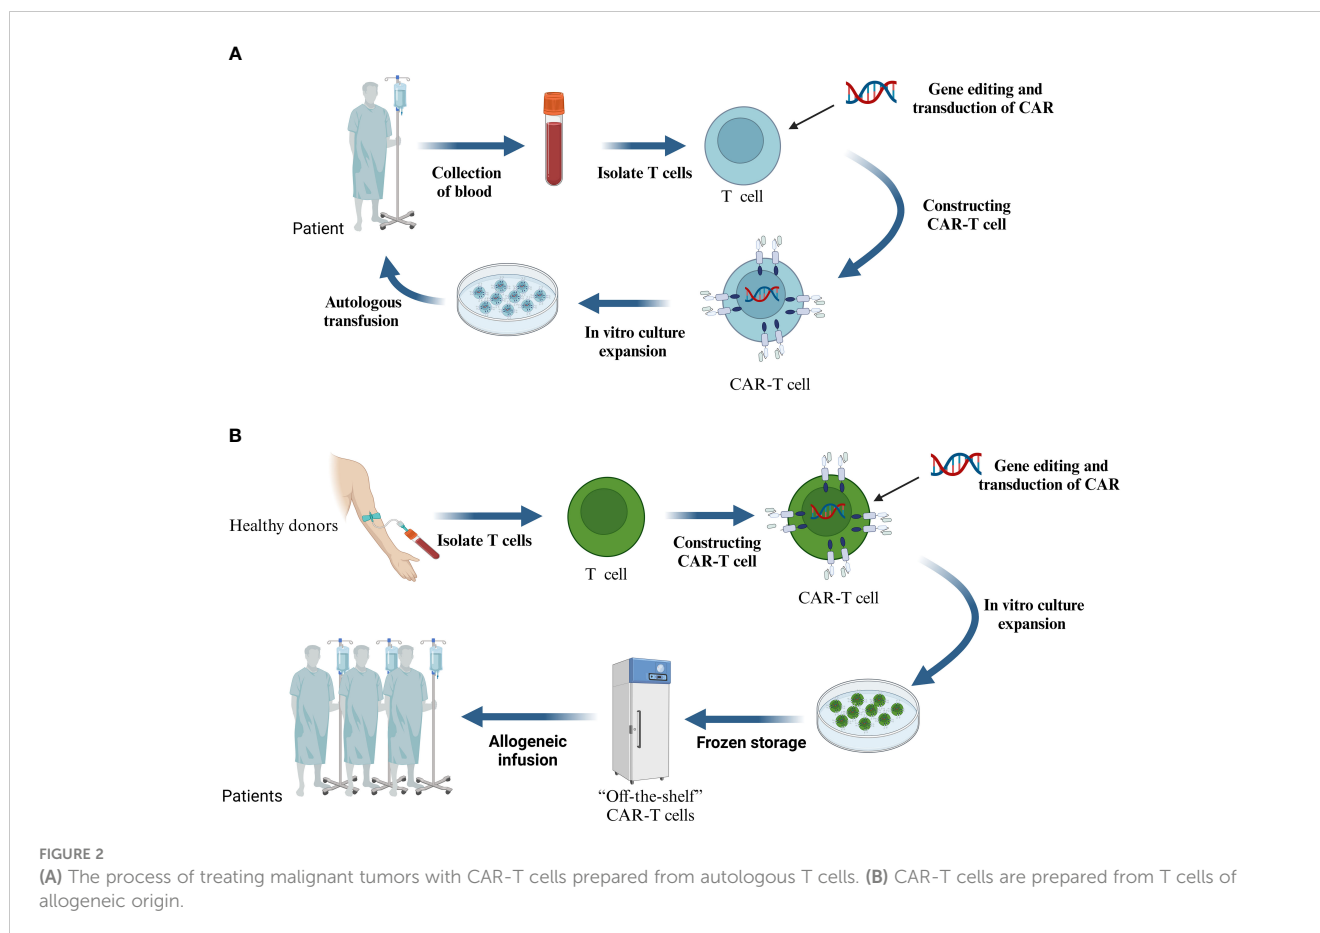 A
Gene editing and
transduction of CAR
Collection
of blood
Isolate T cells
T cell
Constructing
CAR-T cell
Patient
Autologous
transfusion
In vitro culture
expansion
CAR-T cell
B
Gene editing and
transduction of CAR
Healthy donors
Isolate T cells
Constructing
CAR-T cell
T cell
CAR-T cell
In vitro culture
expansion
Allogeneic
infusion
Frozen storage
Patients
“Off-the-shelf”
CAR-T cells
FIGURE 2
(A) The process of treating malignant tumors with CAR-T cells prepared from autologous T cells. (B) CAR-T cells are prepared from T cells of
allogeneic origin.